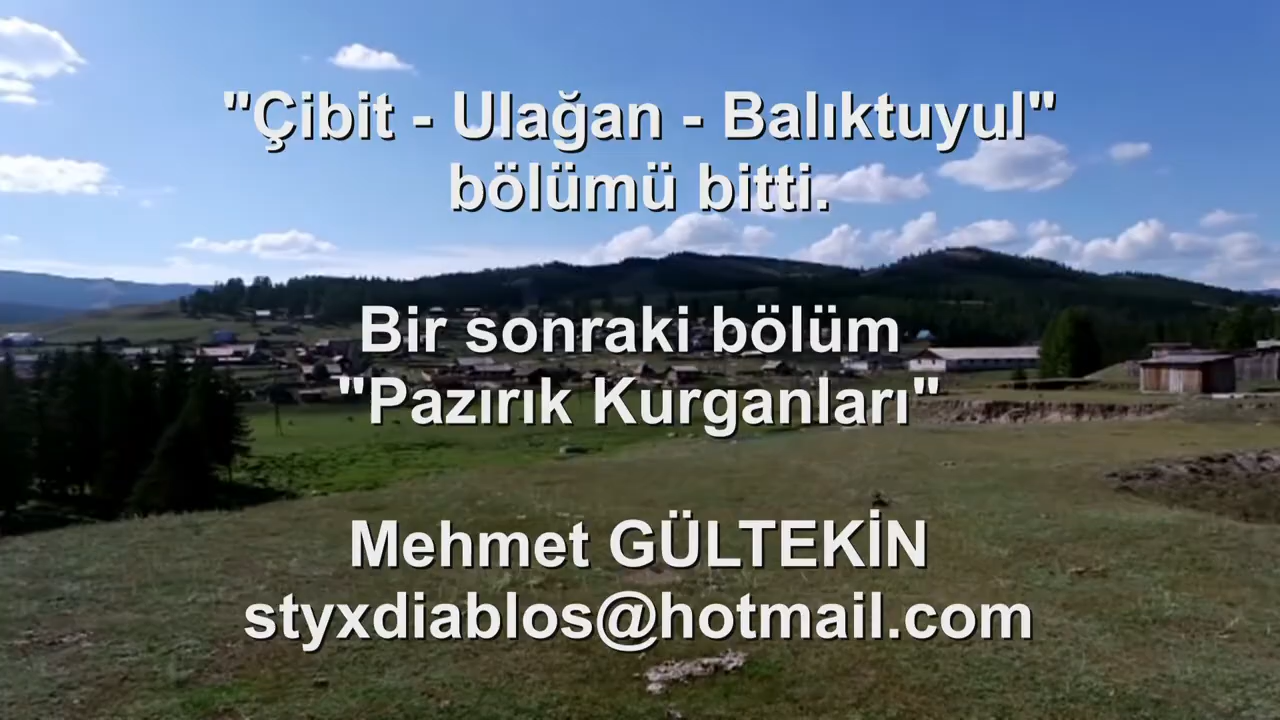 "Çibit - Ulağan - Balıktuyul"
bölümü bitti.
Bir sonraki bölüm
"Pazırık Kurganları"
Mehmet GÜLTEKİN
styxdiablos@hotmail.com